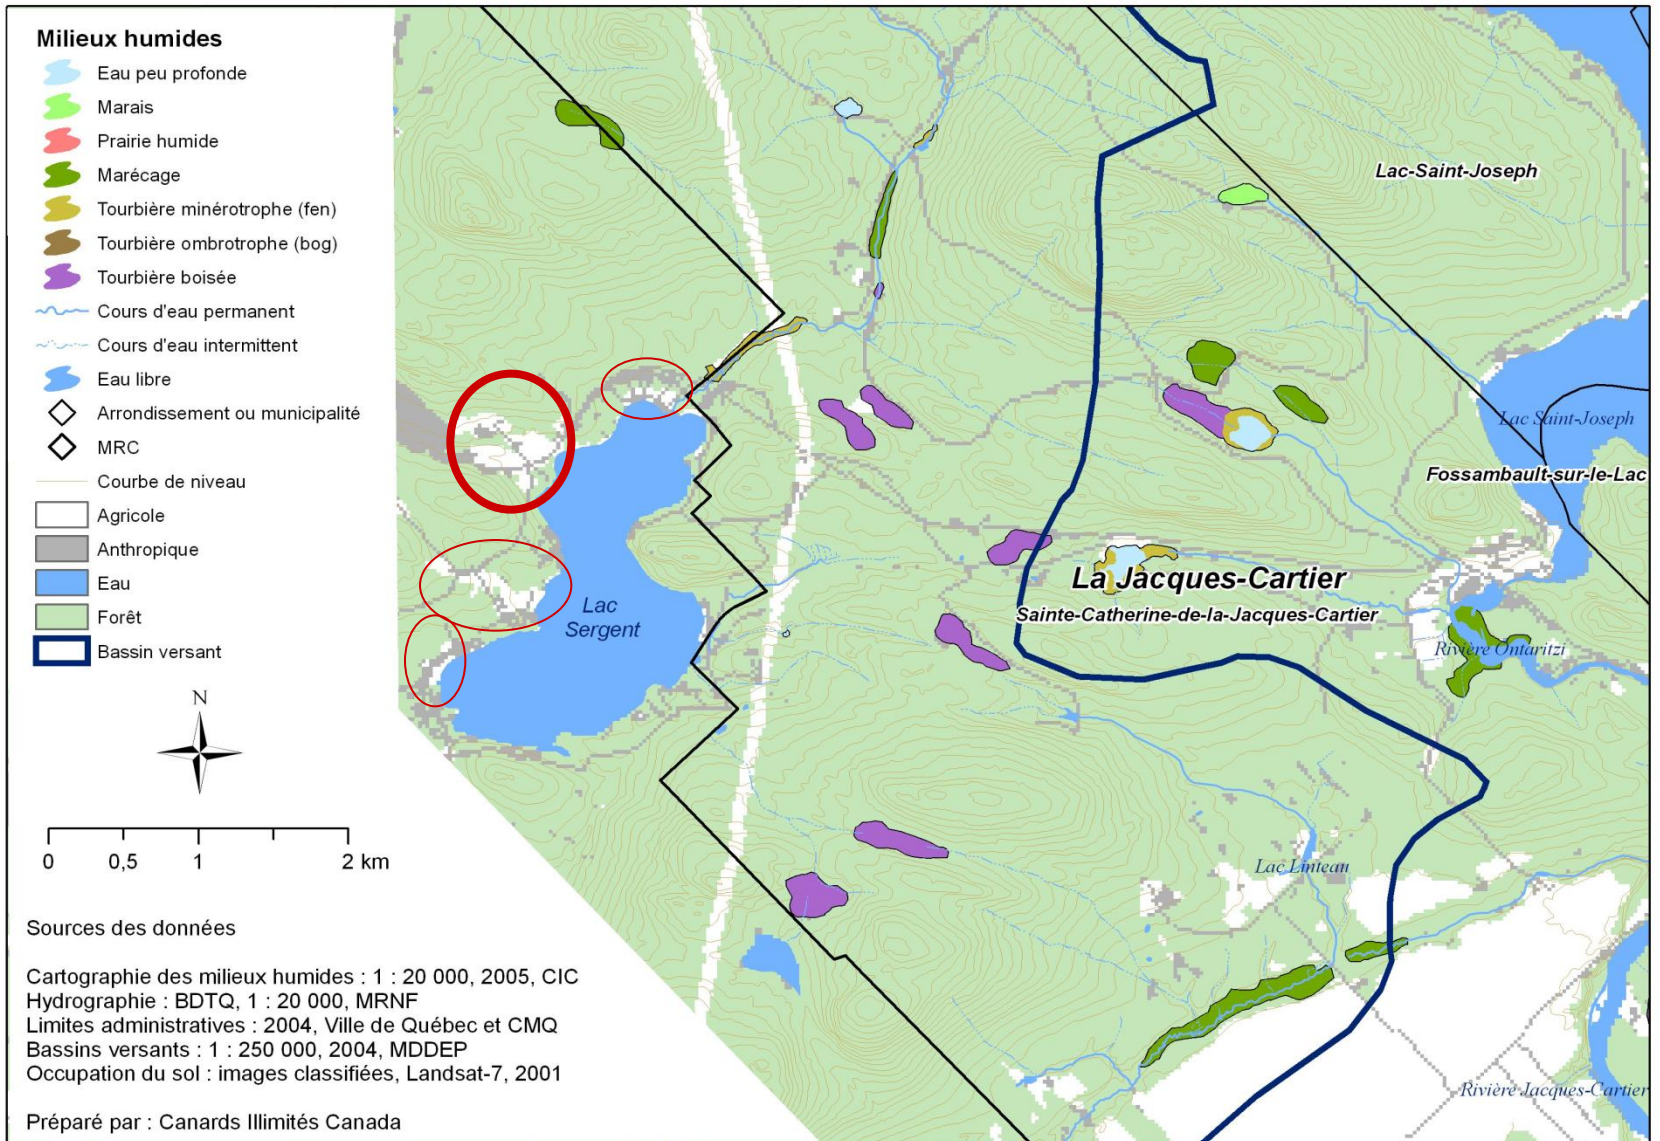 Milieux humides
Eau peu profonde
Marais
Prairie humide
Marécage
Tourbière minérotrophe (fen)
Tourbière ombrotrophe (bog)
Tourbière boisée
Cours d'eau permanent
Cours d'eau intermittent
Eau libre
Arrondissement ou municipalité
MRC
Courbe de niveau
Agricole
Anthropique
Eau
Forêt
Bassin versant
N
0 0,5 1 2 km
Sources des données
Cartographie des milieux humides : 1 : 20 000, 2005, CIC
Hydrographie : BDTQ, 1 : 20 000, MRNF
Limites administratives : 2004, Ville de Québec et CMQ
Bassins versants : 1 : 250 000, 2004, MDDEP
Occupation du sol : images classifiées, Landsat-7, 2001
Préparé par : Canards Illimités Canada
Lac-Saint-Joseph
Lac Saint-Joseph
Fossambault-sur-le-Lac
La Jacques-Cartier
Sainte-Catherine-de-la-Jacques-Cartier
Lac
Sergent
Rivière Ontaritzi
Lac Linteau
Rivière Jacques-Cartier